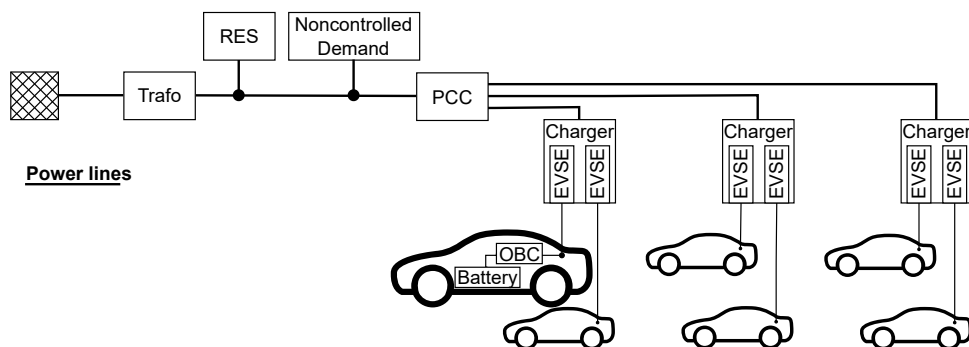 RES
Noncontrolled
Demand
Trafo
PCC
Charger
EVSE
EVSE
Charger
EVSE
EVSE
Charger
EVSE
EVSE
Power lines
OBC
Battery